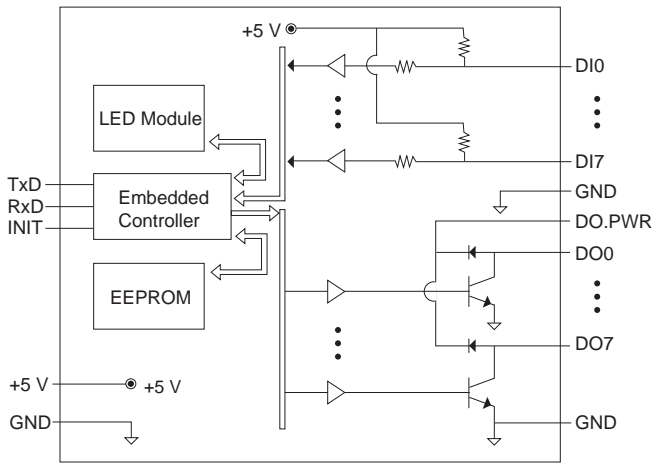 +5 V
DI0
LED Module
DI7
TxD
RxD
INIT
Embedded
Controller
GND
DO.PWR
DO0
EEPROM
DO7
+5 V
+5 V
GND
GND